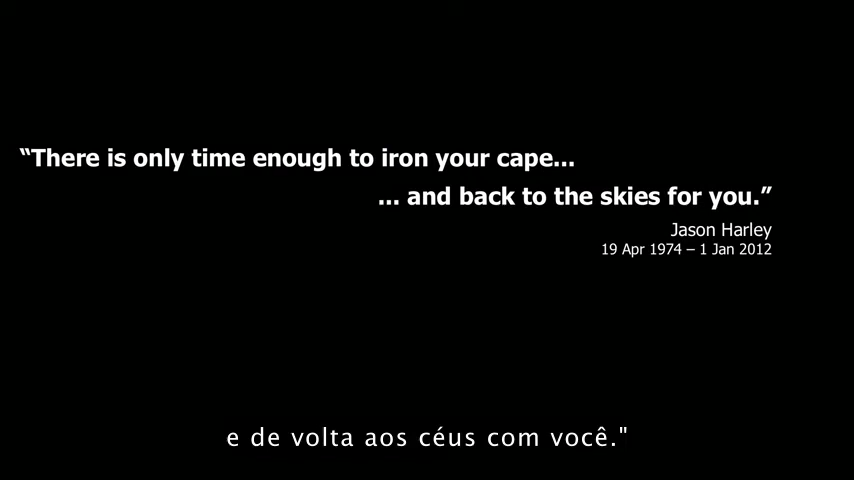 “There is only time enough to iron your cape...
... and back to the skies for you.”
Jason Harley
19 Apr 1974 – 1 Jan 2012
e de volta aos céus com você."